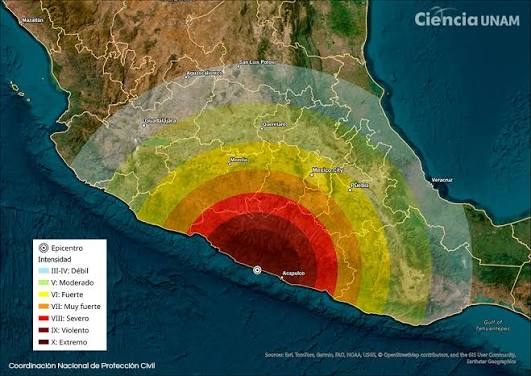 Ciencia UNAM
Mazatlán
San Luis Potosí
Aguascalientes
Guadalajara
Querétaro
Morelia
Mexico City
Puebla
Veracruz
Acapulco
Gulf of
Tehuantepec
Epicentro
Intensidad
III-IV: Débil
V: Moderado
VI: Fuerte
VII: Muy fuerte
VIII: Severo
IX: Violento
X: Extremo
Sources: Esri, TomTom, Garmin, FAO, NOAA, USGS, © OpenStreetMap contributors, and the GIS User Community,
Earthstar Geographics
Coordinación Nacional de Protección Civil